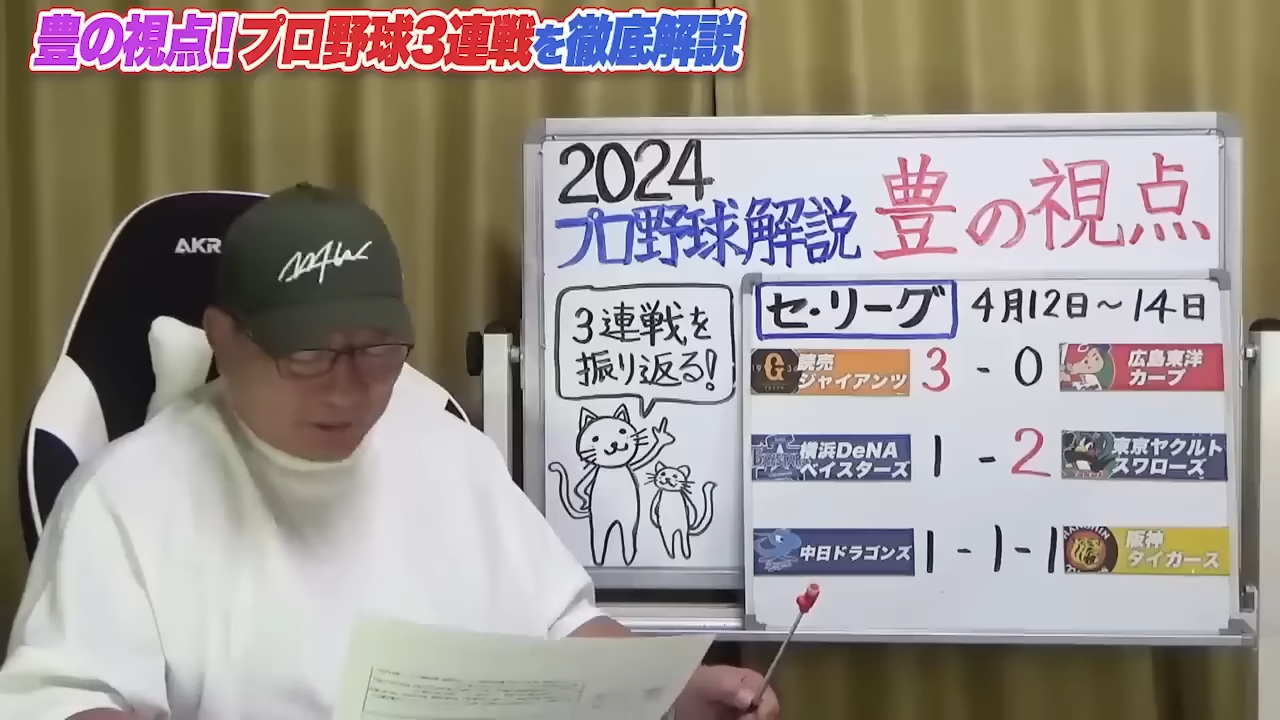 豊の視点！プロ野球3連戦を徹底解説
AKR
2024
プロ野球解説 豊の視点
3連戦を
振り返る!
セ・リーグ 4月12日～14日
読売
ジャイアンツ 3 - 0 広島東洋
カープ
横浜DeNA
ベイスターズ 1 - 2 東京ヤクルト
スワローズ
中日ドラゴンズ 1 - 1 - 1 阪神
タイガース